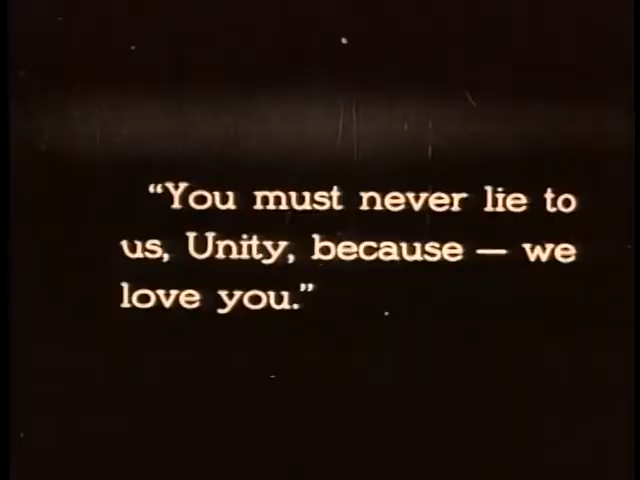 “You must never lie to
us, Unity, because — we
love you.”